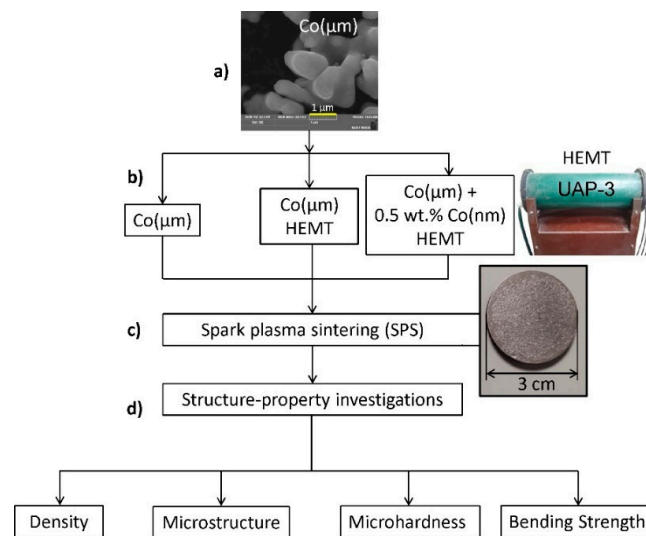 Co(µm)
a)
1 µm
b)
HEMT
UAP-3
Co(µm)
Co(µm)
HEMT
Co(µm) +
0.5 wt.% Co(nm)
HEMT
c)
Spark plasma sintering (SPS)
3 cm
d)
Structure-property investigations
Density
Microstructure
Microhardness
Bending Strength